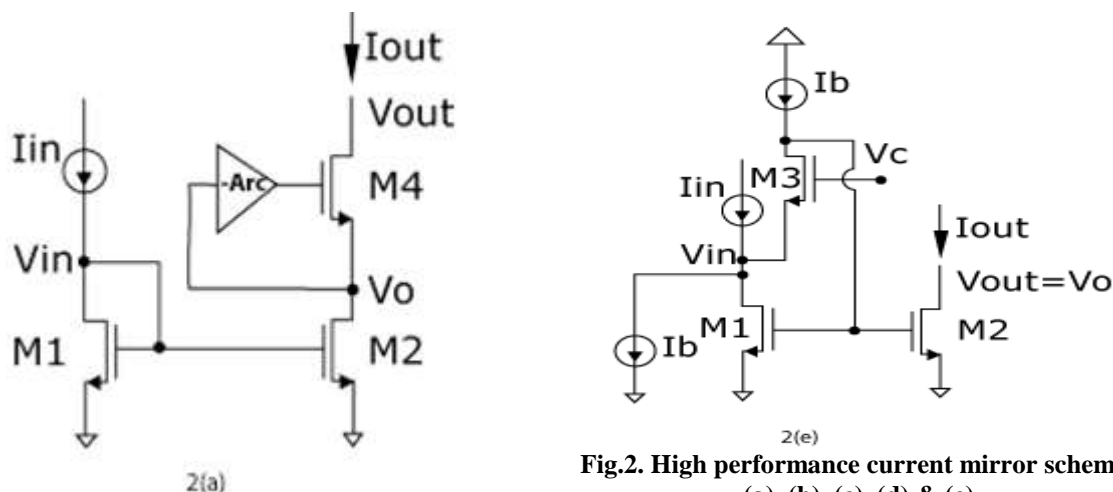 Iout
Vout
Iin
-Arc
M4
Vin
Vo
M1
M2
2(a)
Ib
Vc
M3
Iin
Iout
Vin
Vout=Vo
M1
M2
Ib
2(e)
Fig.2. High performance current mirror schem
(a), (b), (c), (d) & (e)